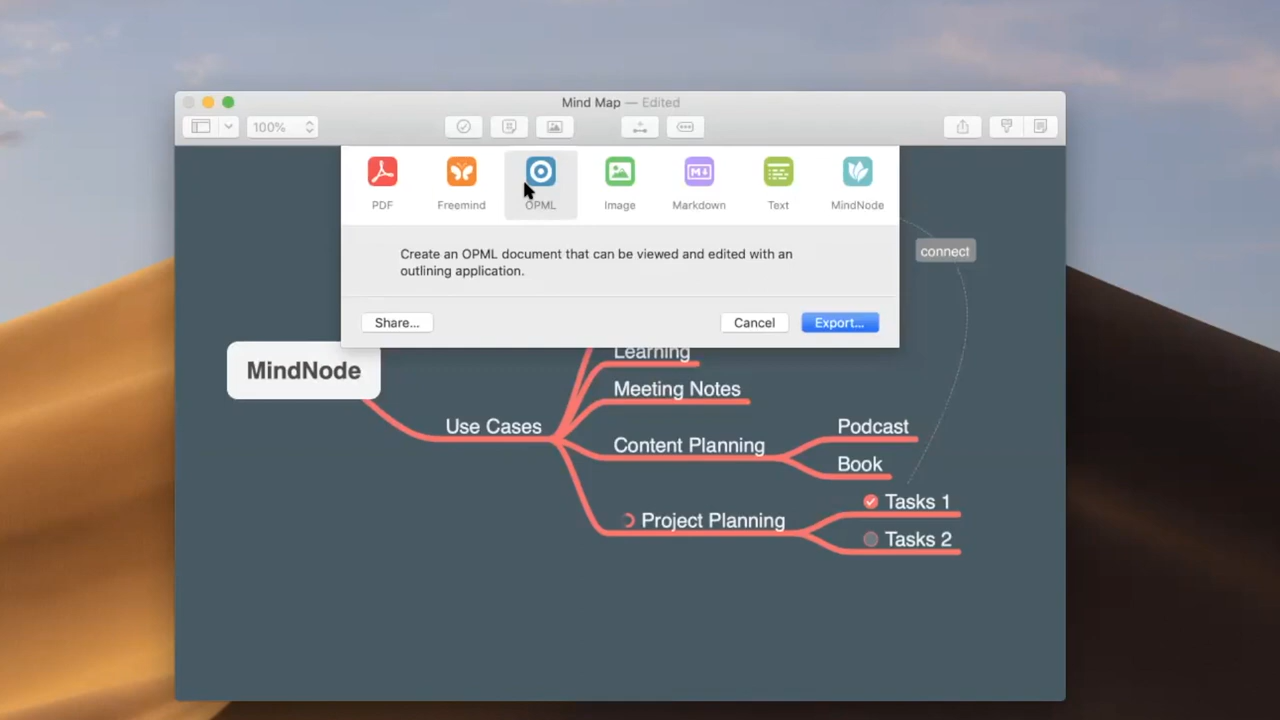 Mind Map — Edited
100%
PDF
Freemind
OPML
Image
Markdown
Text
MindNode
Create an OPML document that can be viewed and edited with an
outlining application.
Share...
Cancel
Export...
connect
MindNode
Use Cases
Learning
Meeting Notes
Content Planning
Podcast
Book
Project Planning
Tasks 1
Tasks 2